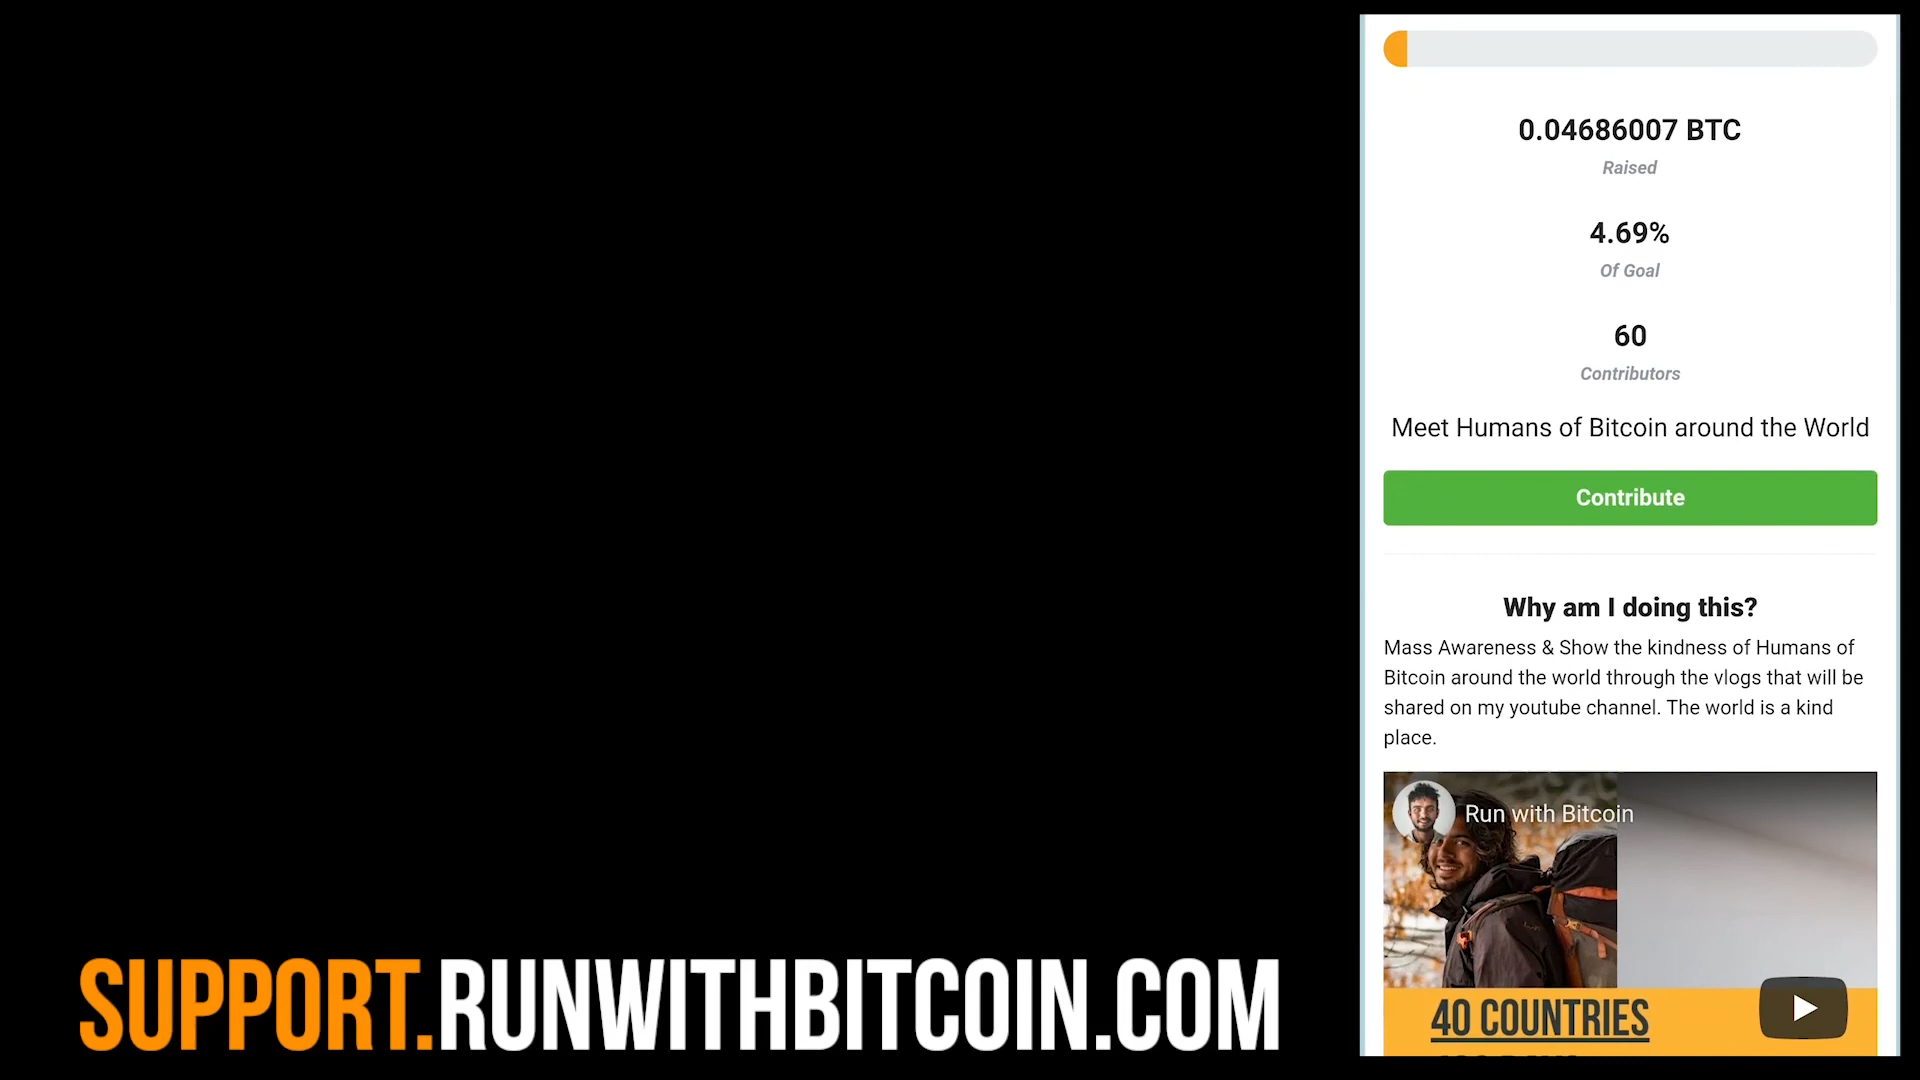 0.04686007 BTC
Raised
4.69%
Of Goal
60
Contributors
Meet Humans of Bitcoin around the World
Contribute
Why am I doing this?
Mass Awareness & Show the kindness of Humans of
Bitcoin around the world through the vlogs that will be
shared on my youtube channel. The world is a kind
place.
Run with Bitcoin
40 COUNTRIES
SUPPORT.RUNWITHBITCOIN.COM